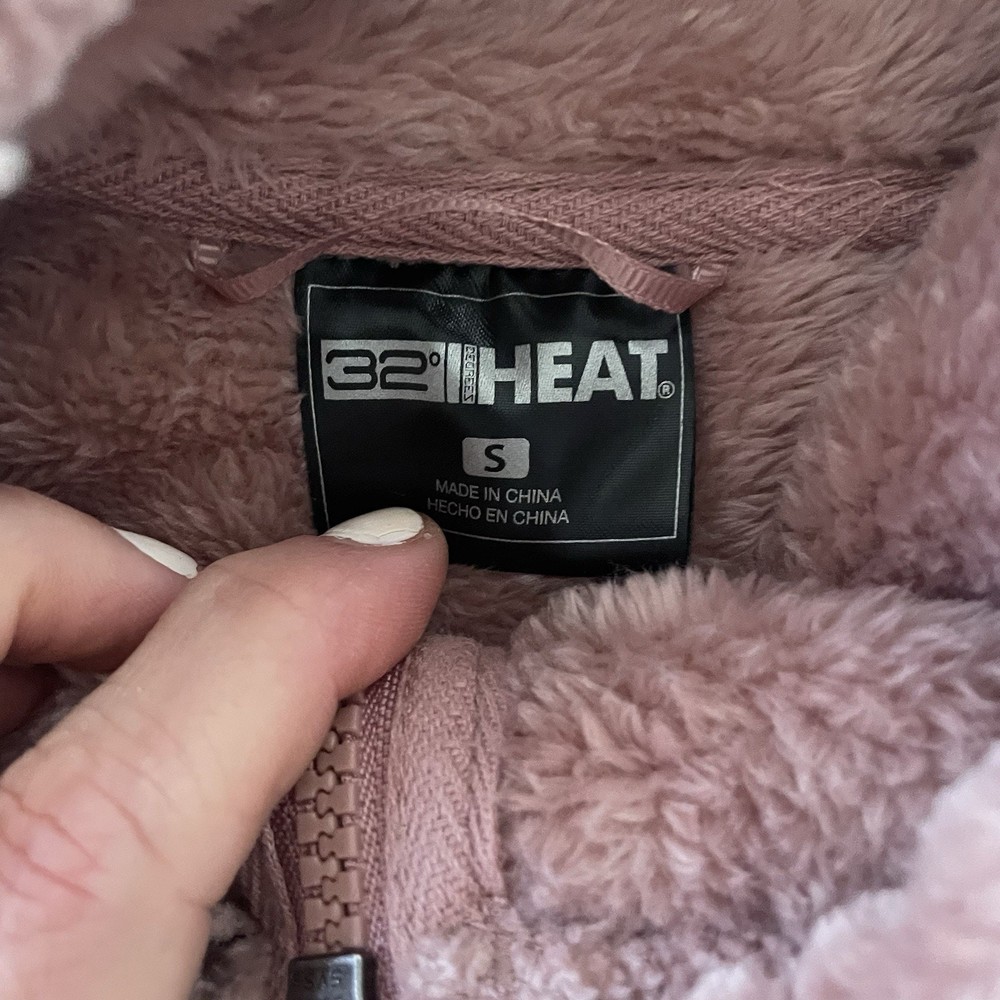 32° DEGREES HEAT®
S
MADE IN CHINA
HECHO EN CHINA